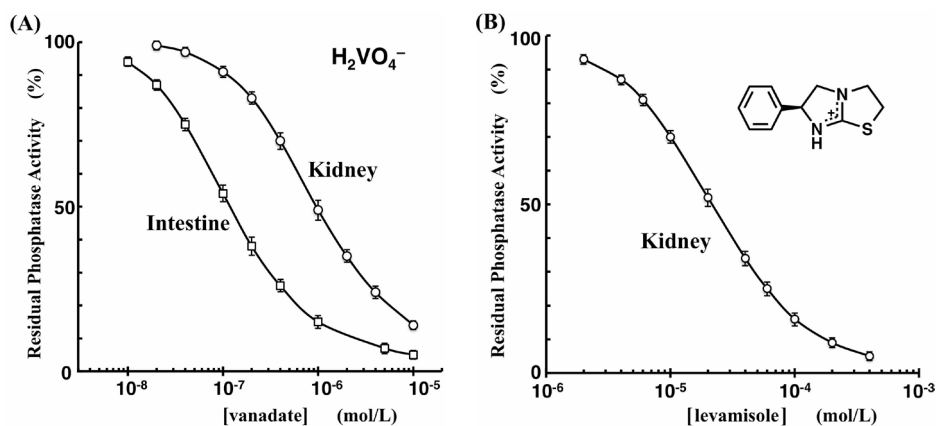 (A)
Residual Phosphatase Activity (%)
100
50
0
H₂VO₄⁻
Kidney
Intestine
10⁻⁸
10⁻⁷
10⁻⁶
10⁻⁵
[vanadate] (mol/L)
(B)
Residual Phosphatase Activity (%)
100
50
0
N
+
N
H
S
Kidney
10⁻⁶
10⁻⁵
10⁻⁴
10⁻³
[levamisole] (mol/L)